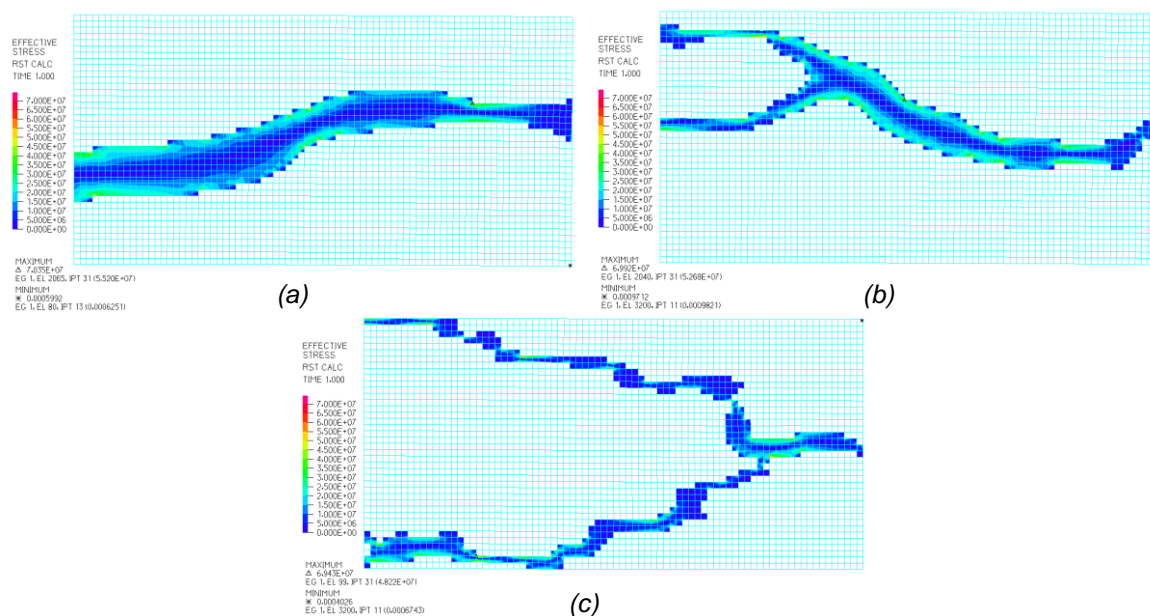 EFFECTIVE
STRESS
RST CALC
TIME 1.000
7.000E+07
6.500E+07
6.000E+07
5.500E+07
5.000E+07
4.500E+07
4.000E+07
3.500E+07
3.000E+07
2.500E+07
2.000E+07
1.500E+07
1.000E+07
5.000E+06
0.000E+00
MAXIMUM
Δ 7.035E+07
EG 1, EL 2065, IPT 31 (5.520E+07)
MINIMUM
✳ 0.0005992
EG 1, EL 80, IPT 13 (0.0006251)
(a)
EFFECTIVE
STRESS
RST CALC
TIME 1.000
7.000E+07
6.500E+07
6.000E+07
5.500E+07
5.000E+07
4.500E+07
4.000E+07
3.500E+07
3.000E+07
2.500E+07
2.000E+07
1.500E+07
1.000E+07
5.000E+06
0.000E+00
MAXIMUM
Δ 6.992E+07
EG 1, EL 2040, IPT 31 (5.268E+07)
MINIMUM
✳ 0.0009712
EG 1, EL 3200, IPT 11 (0.0009821)
(b)
EFFECTIVE
STRESS
RST CALC
TIME 1.000
7.000E+07
6.500E+07
6.000E+07
5.500E+07
5.000E+07
4.500E+07
4.000E+07
3.500E+07
3.000E+07
2.500E+07
2.000E+07
1.500E+07
1.000E+07
5.000E+06
0.000E+00
MAXIMUM
Δ 6.943E+07
EG 1, EL 99, IPT 31 (4.822E+07)
MINIMUM
✳ 0.0004026
EG 1, EL 3200, IPT 11 (0.0006743)
(c)